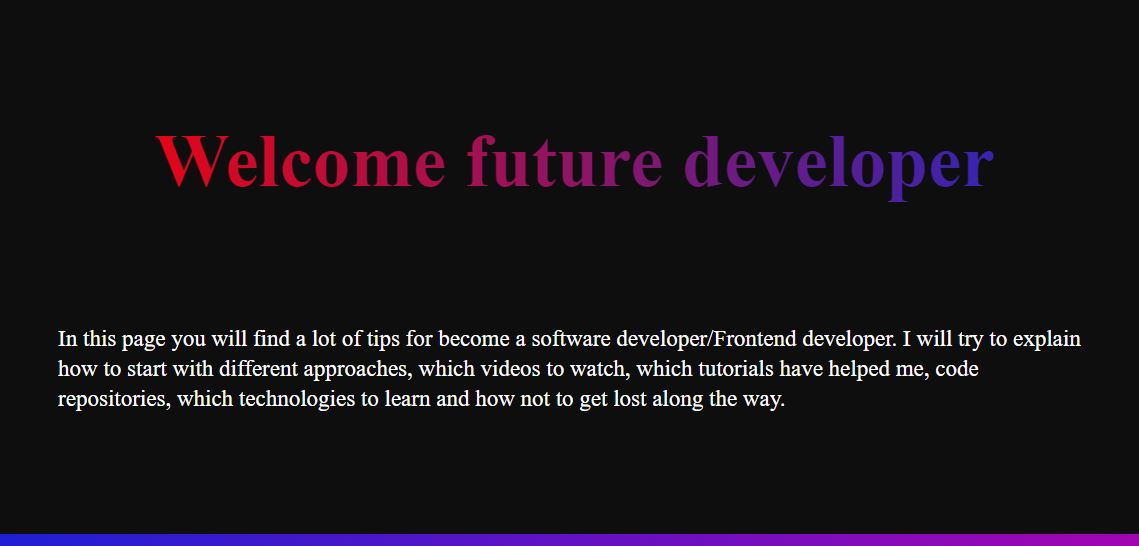 Welcome future developer
In this page you will find a lot of tips for become a software developer/Frontend developer. I will try to explain
how to start with different approaches, which videos to watch, which tutorials have helped me, code
repositories, which technologies to learn and how not to get lost along the way.